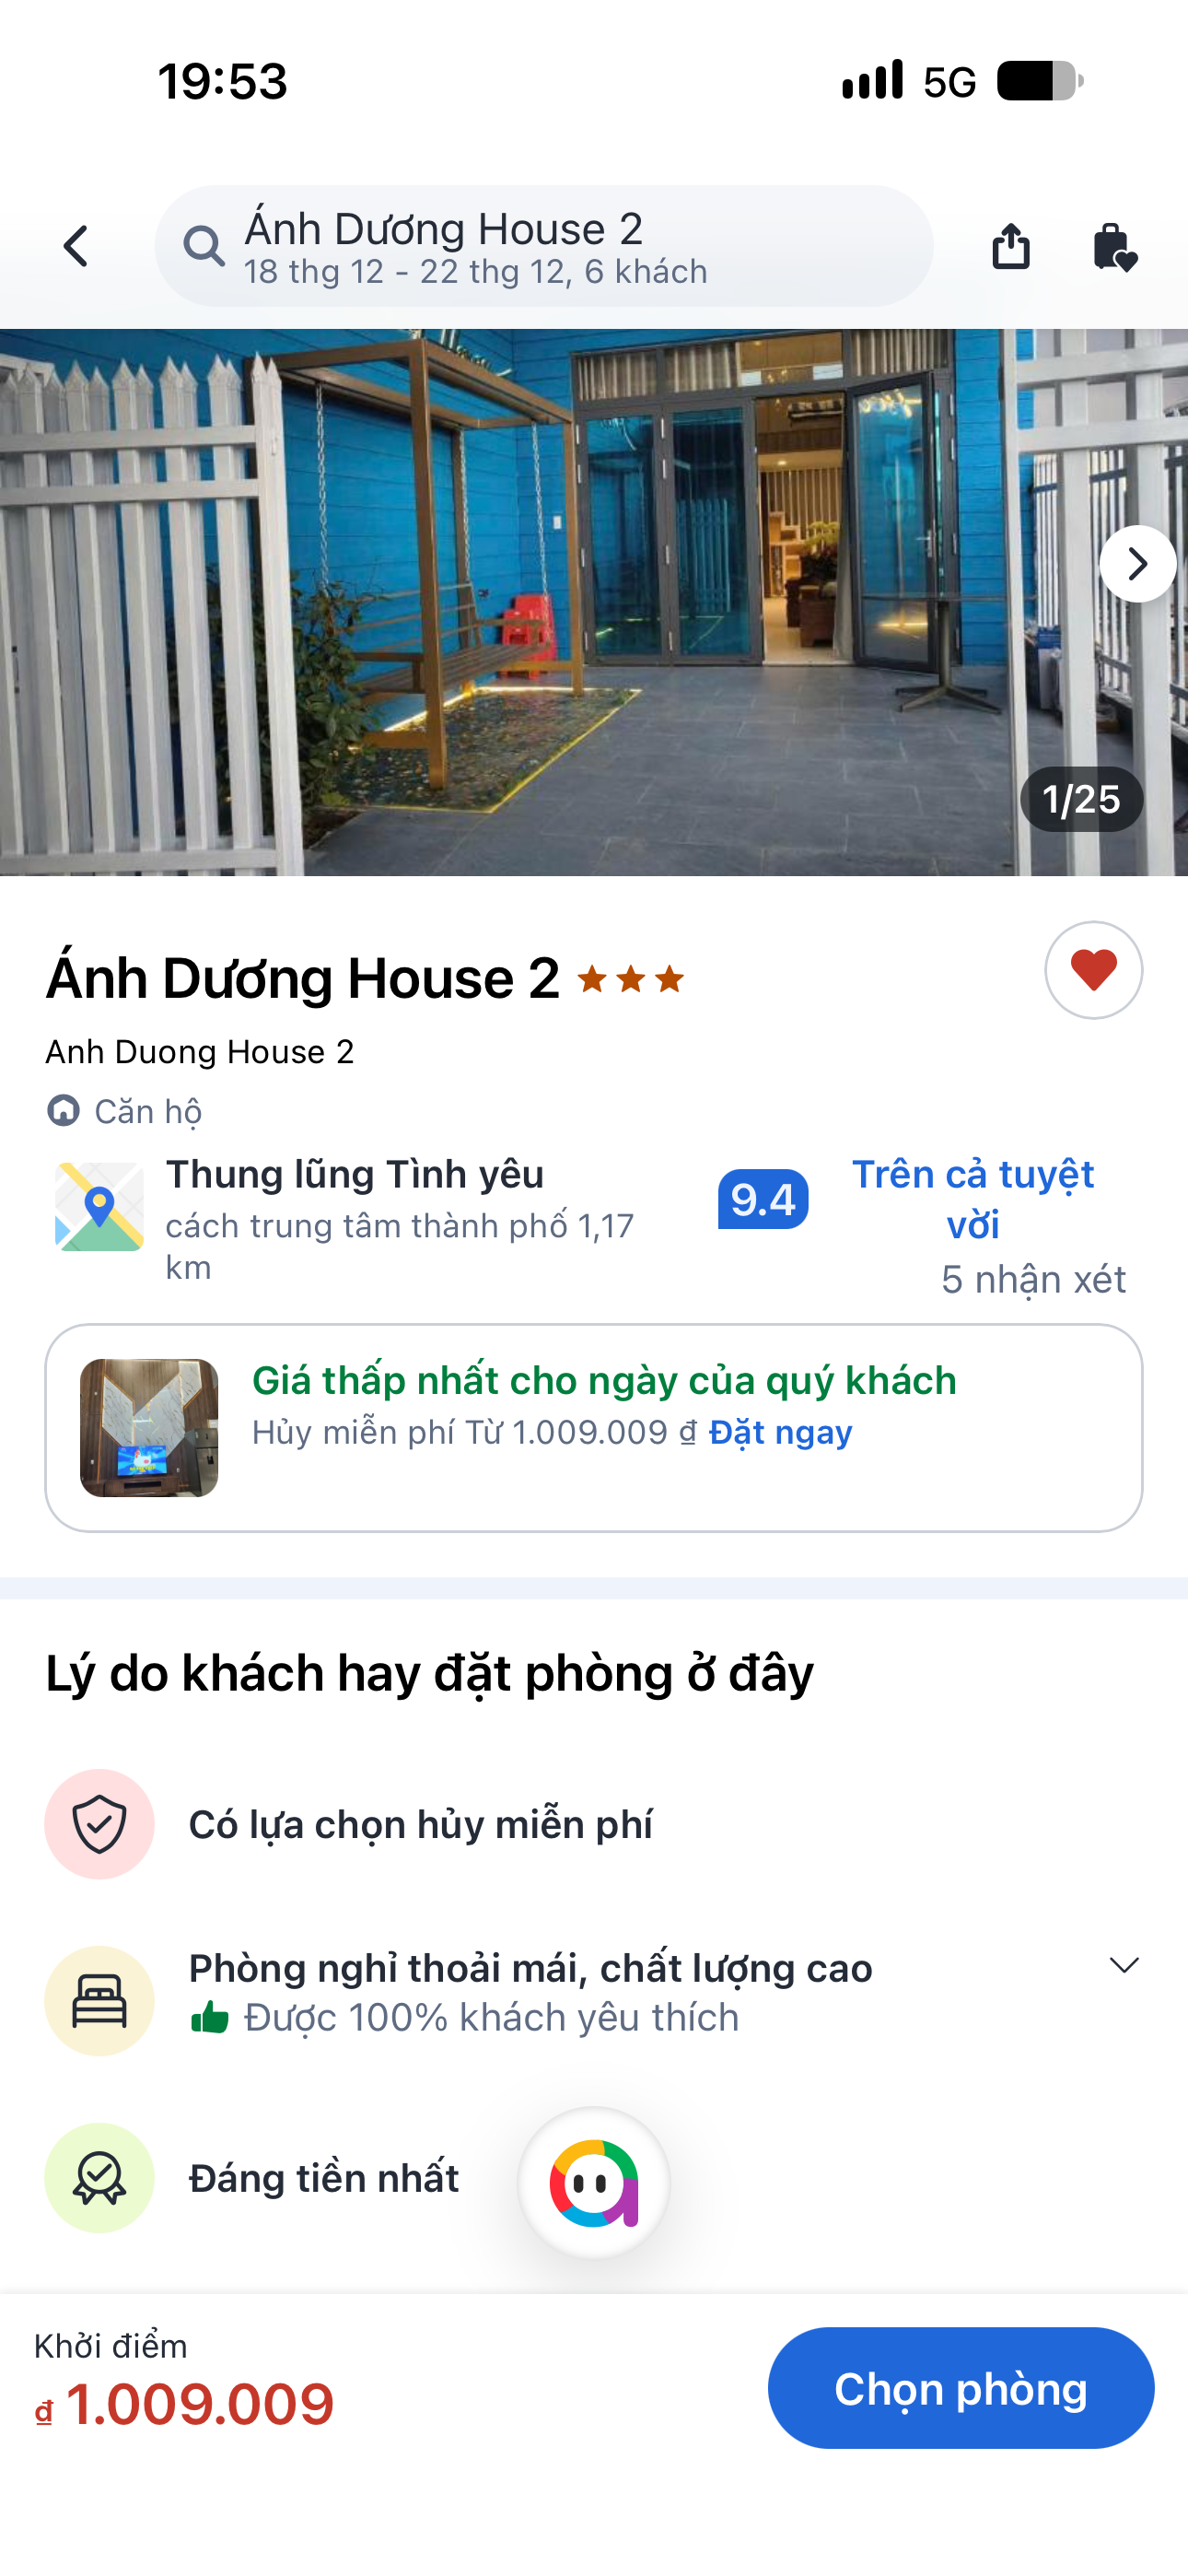 19:53
5G
Ánh Dương House 2
18 thg 12 - 22 thg 12, 6 khách
1/25
Ánh Dương House 2
Anh Duong House 2
Căn hộ
Thung lũng Tình yêu
cách trung tâm thành phố 1,17
km
9.4
Trên cả tuyệt
vời
5 nhận xét
Giá thấp nhất cho ngày của quý khách
Hủy miễn phí Từ 1.009.009 ₫ Đặt ngay
Lý do khách hay đặt phòng ở đây
Có lựa chọn hủy miễn phí
Phòng nghỉ thoải mái, chất lượng cao
Được 100% khách yêu thích
Đáng tiền nhất
Khởi điểm
₫ 1.009.009
Chọn phòng